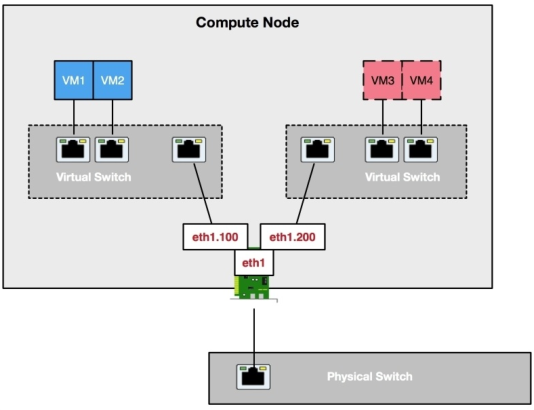 Compute Node
VM1 VM2
VM3 VM4
Virtual Switch
Virtual Switch
eth1.100
eth1.200
eth1
Physical Switch